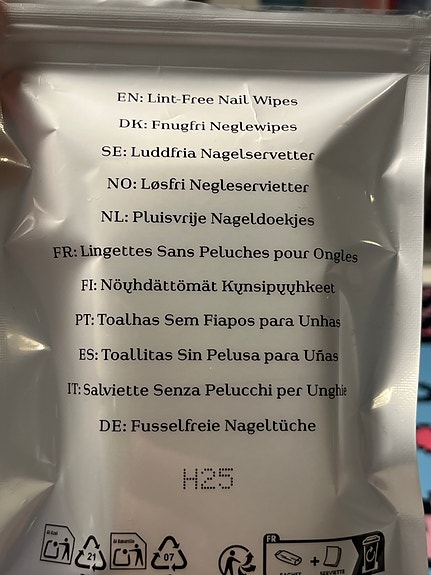 EN: Lint-Free Nail Wipes
DK: Fnugfri Neglewipes
SE: Luddfria Nagelservetter
NO: Løsfri Negleservietter
NL: Pluisvrije Nageldoekjes
FR: Lingettes Sans Peluches pour Ongles
FI: Nöyhdättömät Kynsipyyhkeet
PT: Toalhas Sem Fiapos para Unhas
ES: Toallitas Sin Pelusa para Uñas
IT: Salviette Senza Pelucchi per Unghie
DE: Fusselfreie Nageltüche
H25
21
07
FR
+
SACHET
SERVIETTE